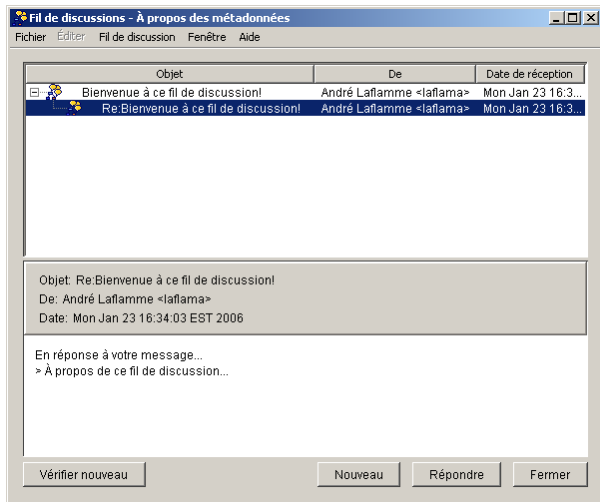 Fil de discussions - À propos des métadonnées
Fichier Éditer Fil de discussion Fenêtre Aide
Objet De Date de réception
Bienvenue à ce fil de discussion! André Laflamme <laflama> Mon Jan 23 16:3...
Re:Bienvenue à ce fil de discussion! André Laflamme <laflama> Mon Jan 23 16:3...
Objet: Re:Bienvenue à ce fil de discussion!
De: André Laflamme <laflama>
Date: Mon Jan 23 16:34:03 EST 2006
En réponse à votre message...
> À propos de ce fil de discussion...
Vérifier nouveau Nouveau Répondre Fermer